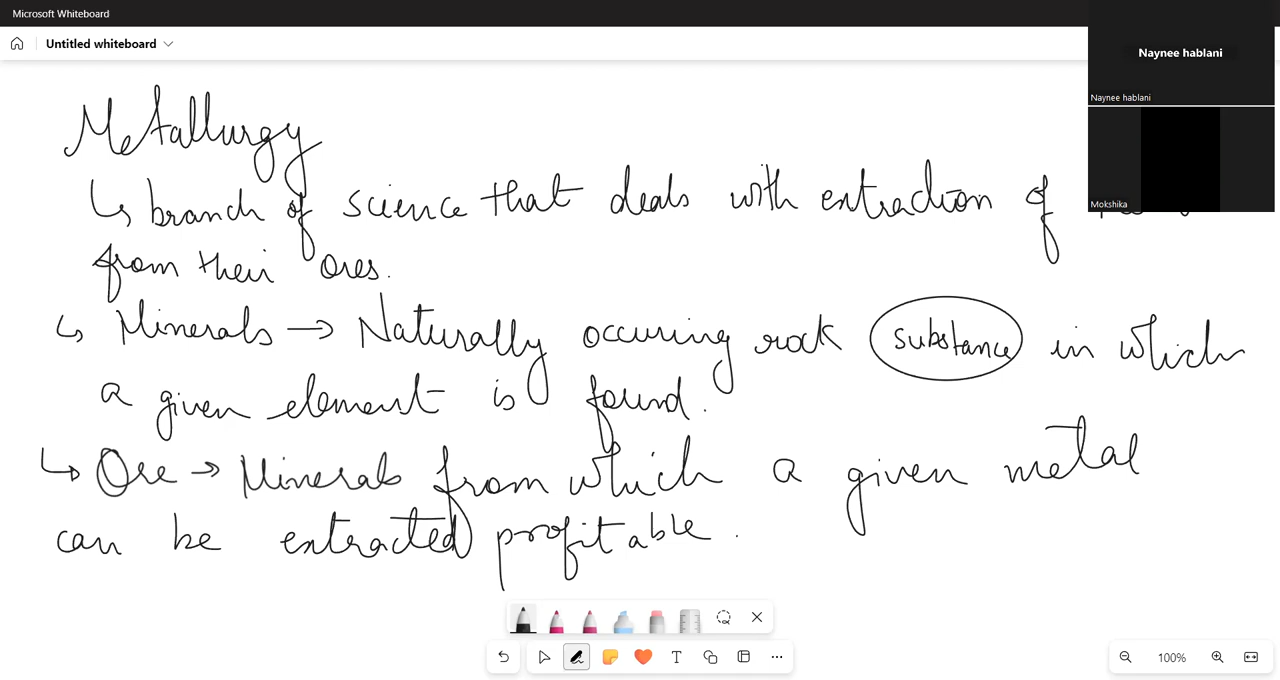 Microsoft Whiteboard
Untitled whiteboard
Naynee hablani
Naynee hablani
Mokshika
Metallurgy
↳ branch of science that deals with extraction of
from their ores.
↳ Minerals → Naturally occuring rock substance in which
a given element is found.
↳ Ore → Minerals from which a given metal
can be extracted profitable.
100%